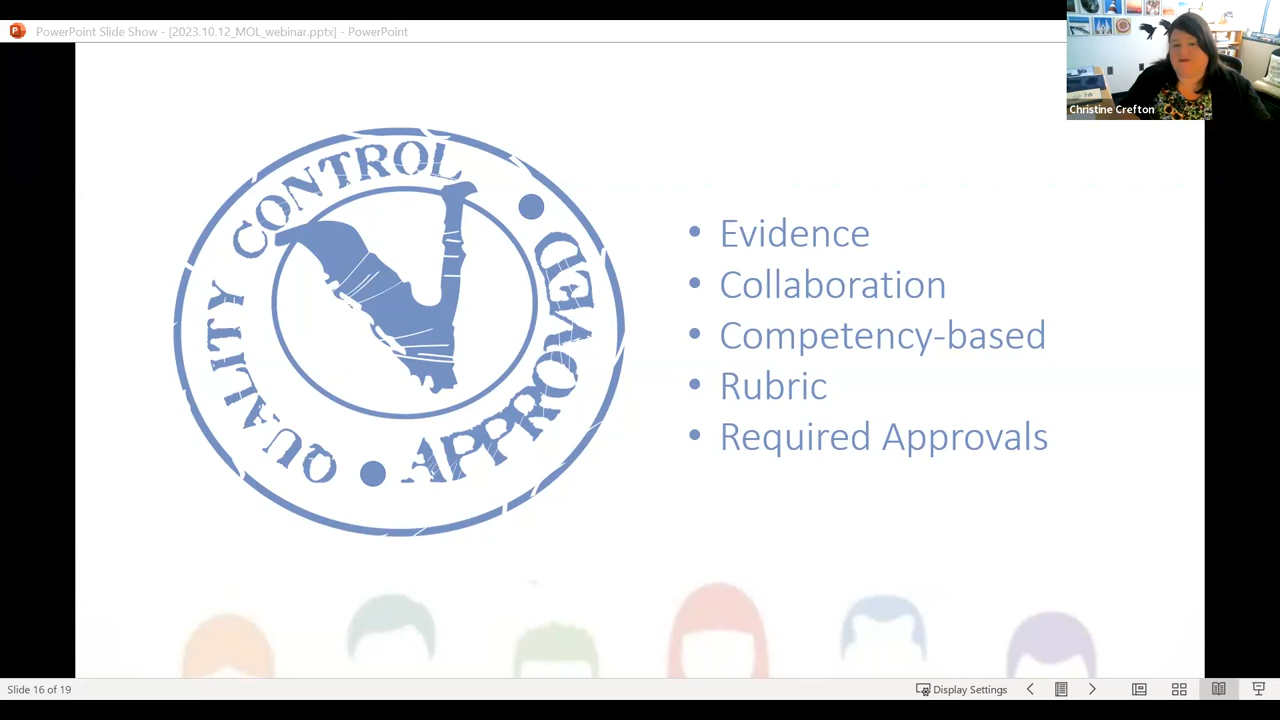 PowerPoint Slide Show - [2023.10.12_MOL_webinar.pptx] - PowerPoint
Christine Crefton
QUALITY CONTROL • APPROVED •
• Evidence
• Collaboration
• Competency-based
• Rubric
• Required Approvals
Slide 16 of 19
Display Settings